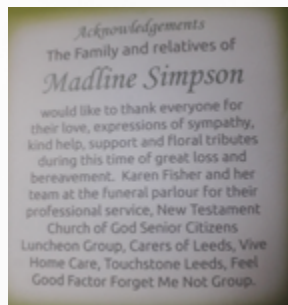 Acknowledgements
The Family and relatives of
Madline Simpson
would like to thank everyone for
their love, expressions of sympathy,
kind help, support and floral tributes
during this time of great loss and
bereavement. Karen Fisher and her
team at the funeral parlour for their
professional service, New Testament
Church of God Senior Citizens
Luncheon Group, Carers of Leeds, Vive
Home Care, Touchstone Leeds, Feel
Good Factor Forget Me Not Group.